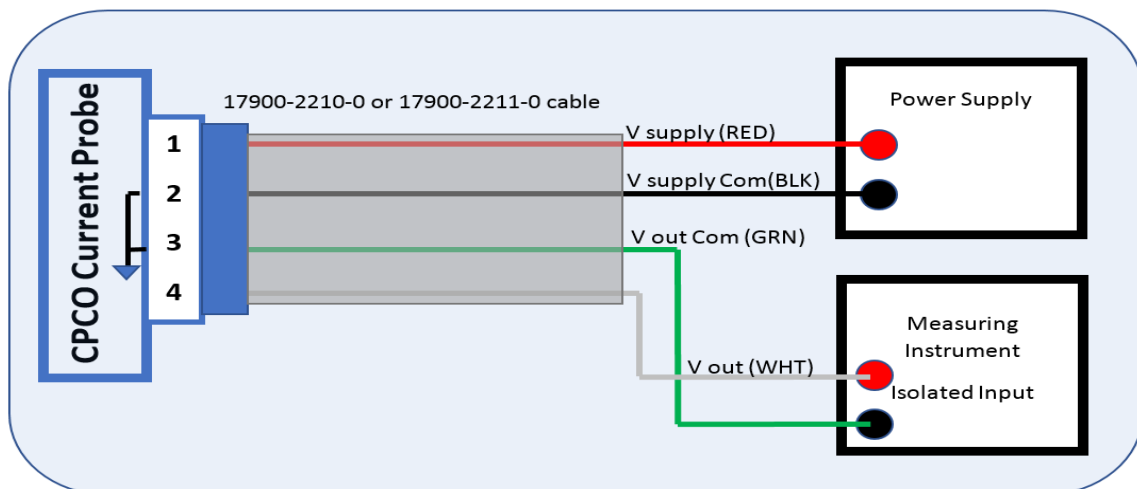 CPCO Current Probe
17900-2210-0 or 17900-2211-0 cable
1
2
3
4
V supply (RED)
V supply Com(BLK)
V out Com (GRN)
V out (WHT)
Power Supply
Measuring
Instrument
Isolated Input